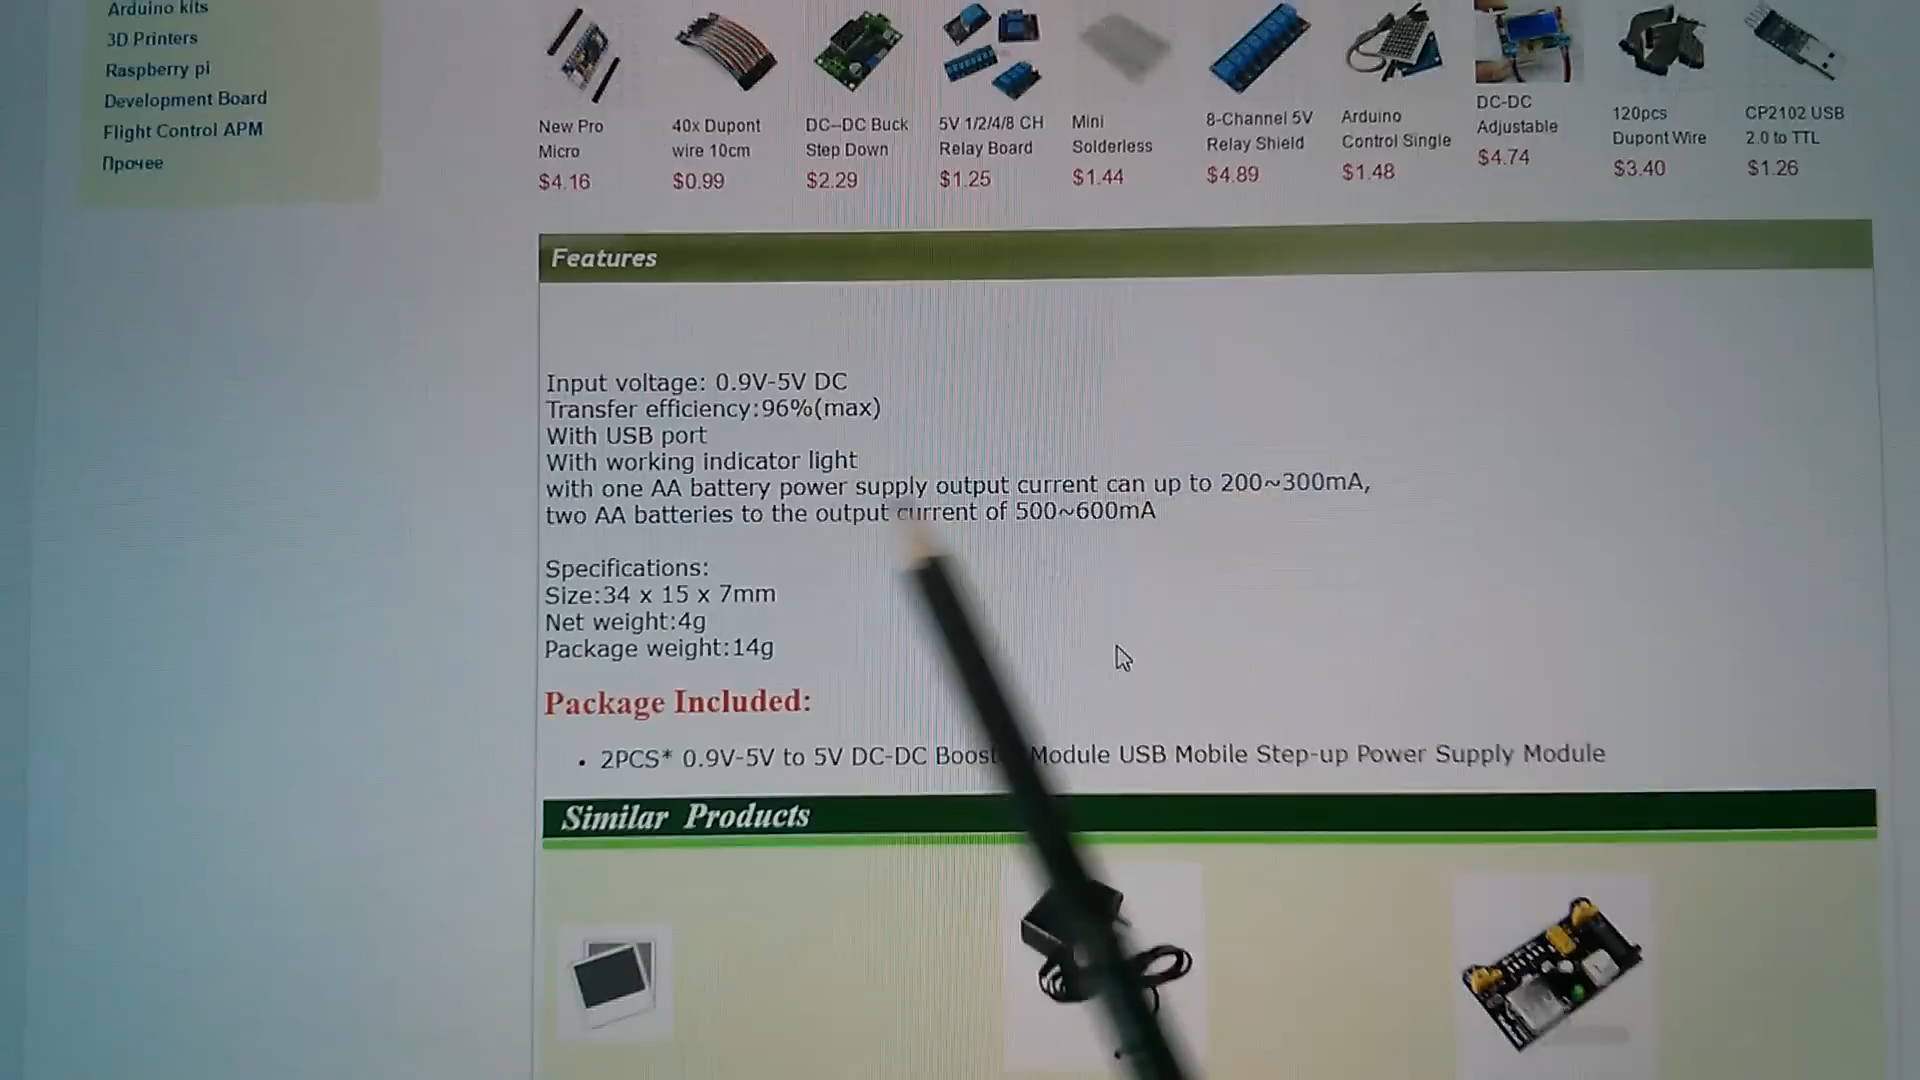 Arduino kits
3D Printers
Raspberry pi
Development Board
Flight Control APM
Прочее
New Pro
Micro
$4.16
40x Dupont
wire 10cm
$0.99
DC--DC Buck
Step Down
$2.29
5V 1/2/4/8 CH
Relay Board
$1.25
Mini
Solderless
$1.44
8-Channel 5V
Relay Shield
$4.89
Arduino
Control Single
$1.48
DC-DC
Adjustable
$4.74
120pcs
Dupont Wire
$3.40
CP2102 USB
2.0 to TTL
$1.26
Features
Input voltage: 0.9V-5V DC
Transfer efficiency:96%(max)
With USB port
With working indicator light
with one AA battery power supply output current can up to 200~300mA,
two AA batteries to the output current of 500~600mA
Specifications:
Size:34 x 15 x 7mm
Net weight:4g
Package weight:14g
Package Included:
• 2PCS* 0.9V-5V to 5V DC-DC Boost Module USB Mobile Step-up Power Supply Module
Similar Products